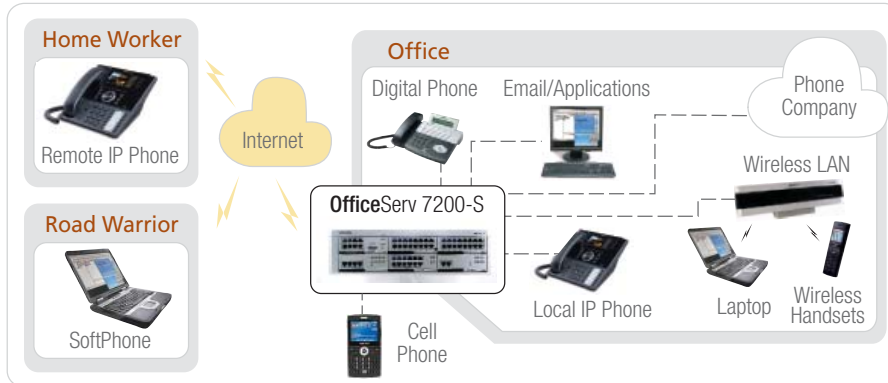 Home Worker
Remote IP Phone
Road Warrior
SoftPhone
Internet
Office
Digital Phone
Email/Applications
Phone
Company
OfficeServ 7200-S
Wireless LAN
Local IP Phone
Laptop
Wireless
Handsets
Cell
Phone